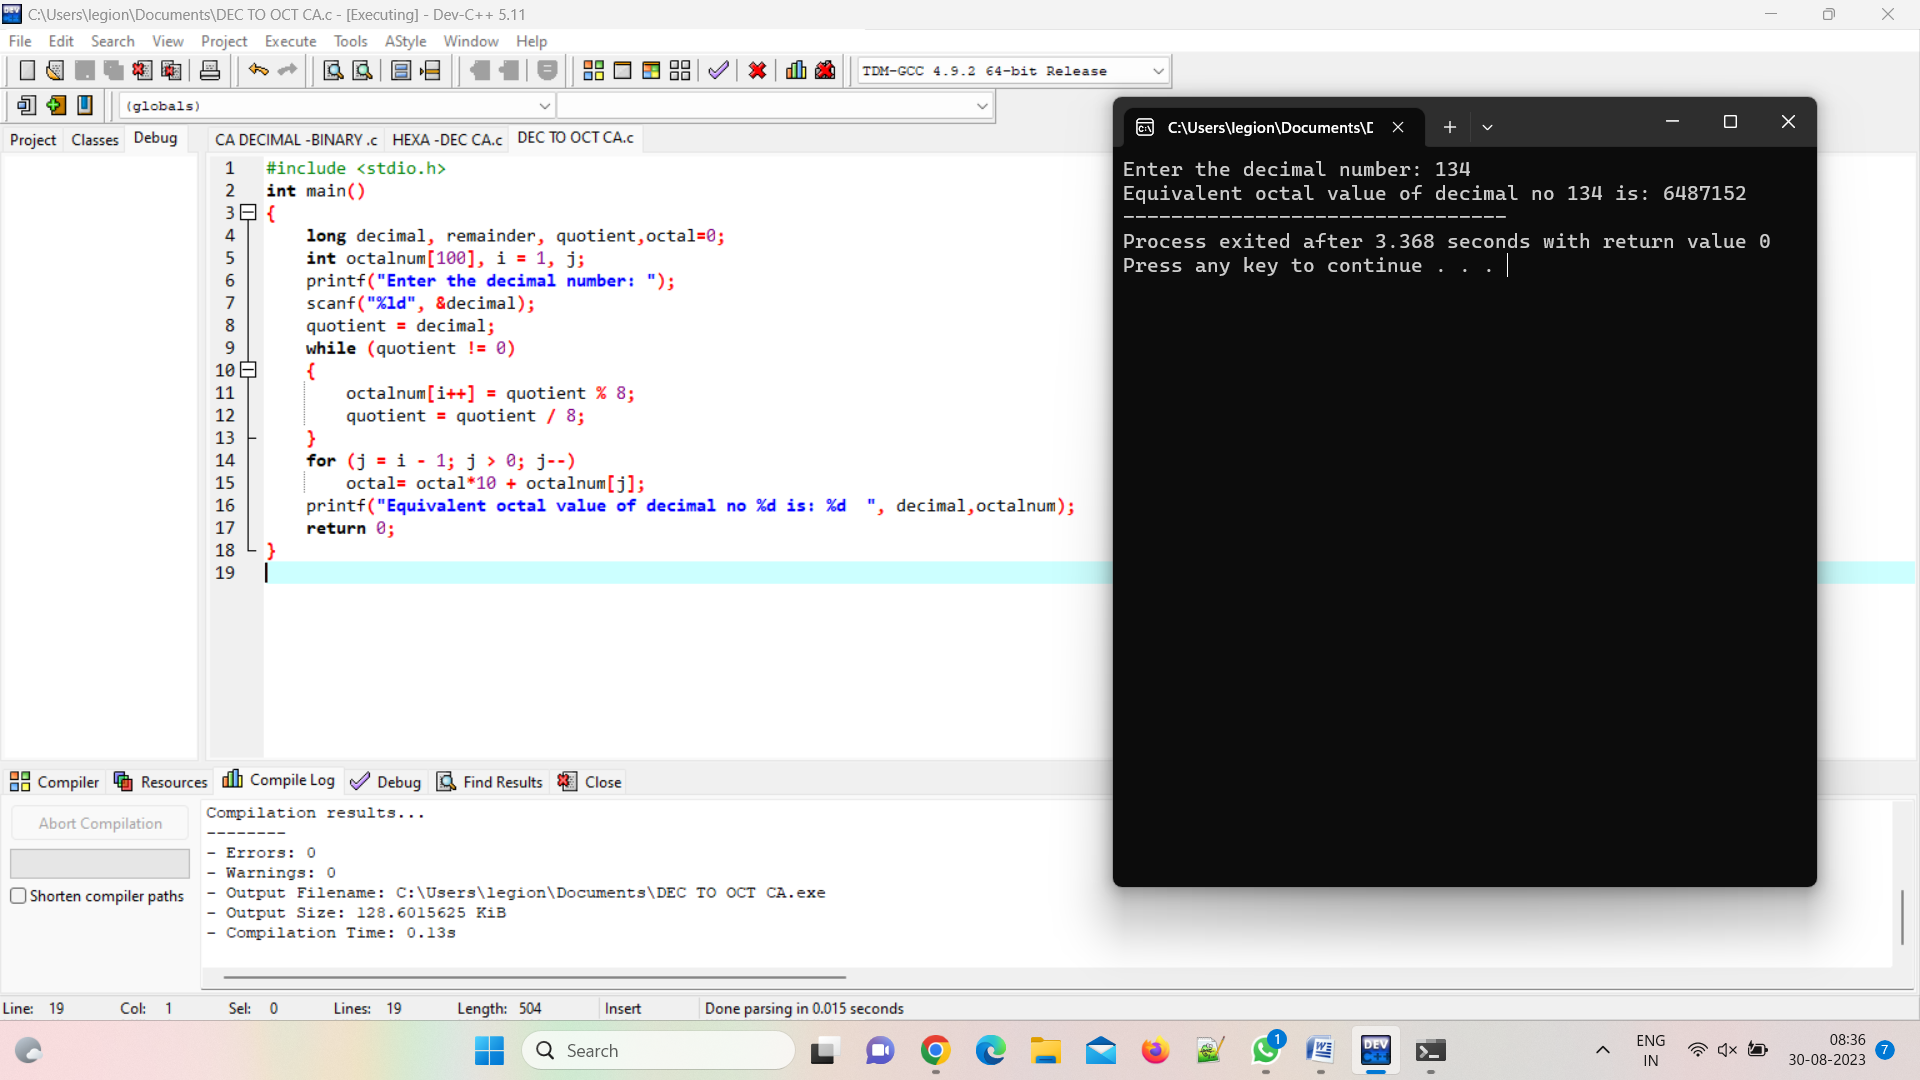 C:\Users\legion\Documents\DEC TO OCT CA.c - [Executing] - Dev-C++ 5.11
File Edit Search View Project Execute Tools AStyle Window Help
TDM-GCC 4.9.2 64-bit Release
(globals)
Project Classes Debug
CA DECIMAL -BINARY .c HEXA -DEC CA.c DEC TO OCT CA.c
1 #include <stdio.h>
2 int main()
3 {
4 long decimal, remainder, quotient,octal=0;
5 int octalnum[100], i = 1, j;
6 printf("Enter the decimal number: ");
7 scanf("%ld", &decimal);
8 quotient = decimal;
9 while (quotient != 0)
10 {
11 octalnum[i++] = quotient % 8;
12 quotient = quotient / 8;
13 }
14 for (j = i - 1; j > 0; j--)
15 octal= octal*10 + octalnum[j];
16 printf("Equivalent octal value of decimal no %d is: %d  ", decimal,octalnum);
17 return 0;
18 }
19
C:\Users\legion\Documents\D
Enter the decimal number: 134
Equivalent octal value of decimal no 134 is: 6487152
--------------------------------
Process exited after 3.368 seconds with return value 0
Press any key to continue . . .
Compiler Resources Compile Log Debug Find Results Close
Abort Compilation
Shorten compiler paths
Compilation results...
--------
- Errors: 0
- Warnings: 0
- Output Filename: C:\Users\legion\Documents\DEC TO OCT CA.exe
- Output Size: 128.6015625 KiB
- Compilation Time: 0.13s
Line: 19 Col: 1 Sel: 0 Lines: 19 Length: 504 Insert Done parsing in 0.015 seconds
Search
DEV C++
1
ENG
IN
08:36
30-08-2023
7